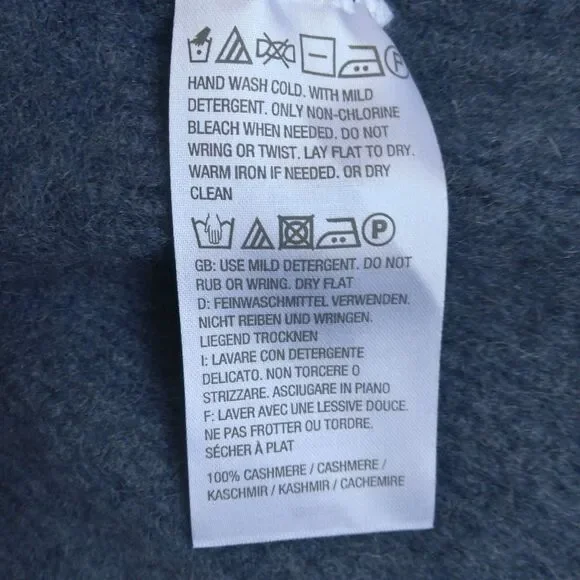 F
HAND WASH COLD. WITH MILD
DETERGENT. ONLY NON-CHLORINE
BLEACH WHEN NEEDED. DO NOT
WRING OR TWIST. LAY FLAT TO DRY.
WARM IRON IF NEEDED. OR DRY
CLEAN
P
GB: USE MILD DETERGENT. DO NOT
RUB OR WRING. DRY FLAT
D: FEINWASCHMITTEL VERWENDEN.
NICHT REIBEN UND WRINGEN.
LIEGEND TROCKNEN
I: LAVARE CON DETERGENTE
DELICATO. NON TORCERE O
STRIZZARE. ASCIUGARE IN PIANO
F: LAVER AVEC UNE LESSIVE DOUCE.
NE PAS FROTTER OU TORDRE.
SÉCHER À PLAT
100% CASHMERE / CASHMERE /
KASCHMIR / KASHMIR / CACHEMIRE